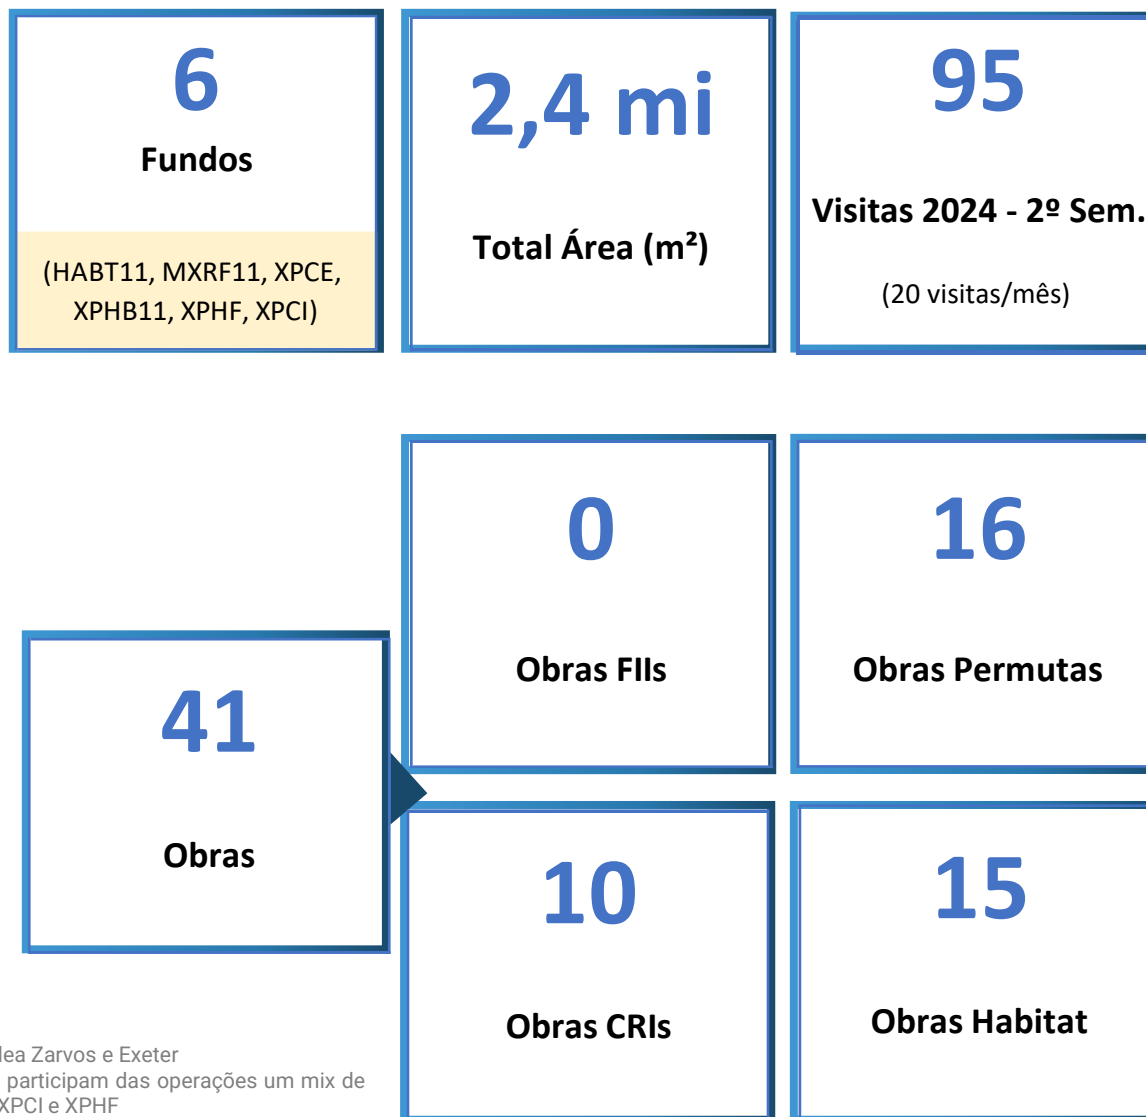 6
Fundos
(HABT11, MXRF11, XPCE,
XPHB11, XPHF, XPCI)
2,4 mi
Total Área (m²)
95
Visitas 2024 - 2º Sem.
(20 visitas/mês)
41
Obras
0
Obras FIIs
16
Obras Permutas
10
Obras CRIs
15
Obras Habitat
Zarvos e Exeter
participam das operações um mix de
XPCI e XPHF